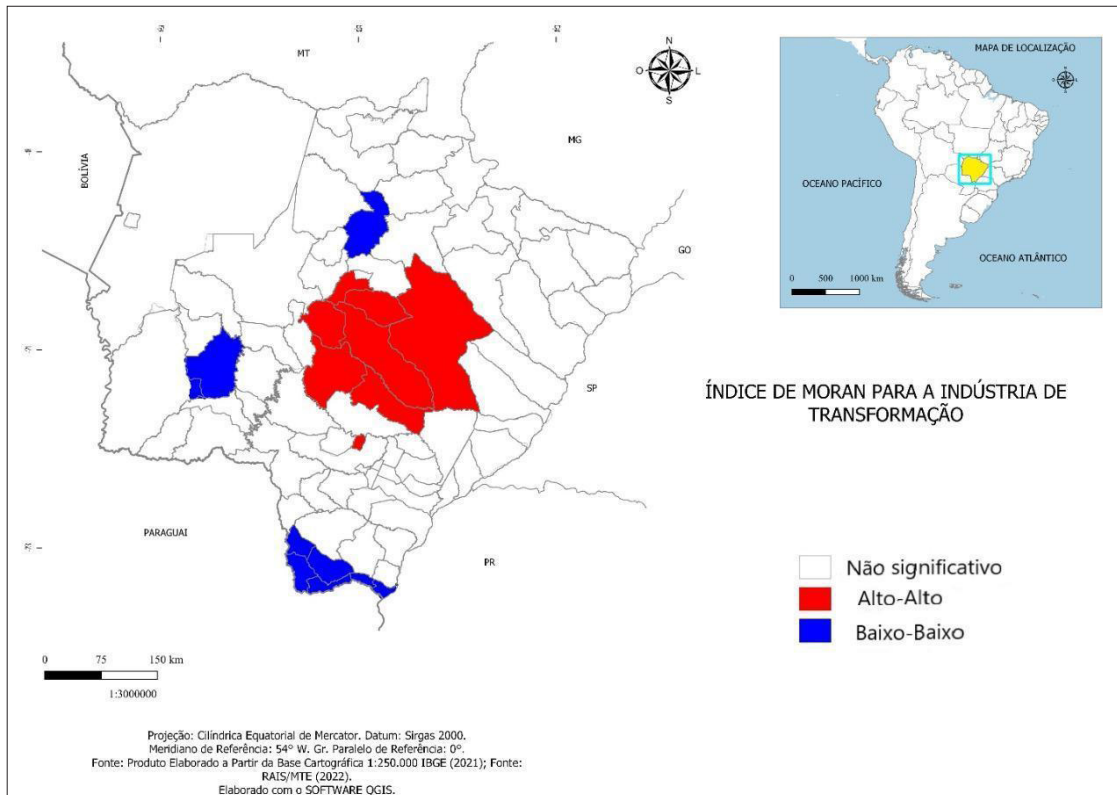 MT
N
O
L
S
MG
BOLÍVIA
GO
SP
PARAGUAI
PR
0 75 150 km
1:3000000
MAPA DE LOCALIZAÇÃO
OCEANO PACÍFICO
OCEANO ATLÂNTICO
0 500 1000 km
ÍNDICE DE MORAN PARA A INDÚSTRIA DE
TRANSFORMAÇÃO
Não significativo
Alto-Alto
Baixo-Baixo
Projeção: Cilíndrica Equatorial de Mercator. Datum: Sirgas 2000.
Meridiano de Referência: 54° W. Gr. Paralelo de Referência: 0°.
Fonte: Produto Elaborado a Partir da Base Cartográfica 1:250.000 IBGE (2021); Fonte:
RAIS/MTE (2022).
Elaborado com o SOFTWARE QGIS.